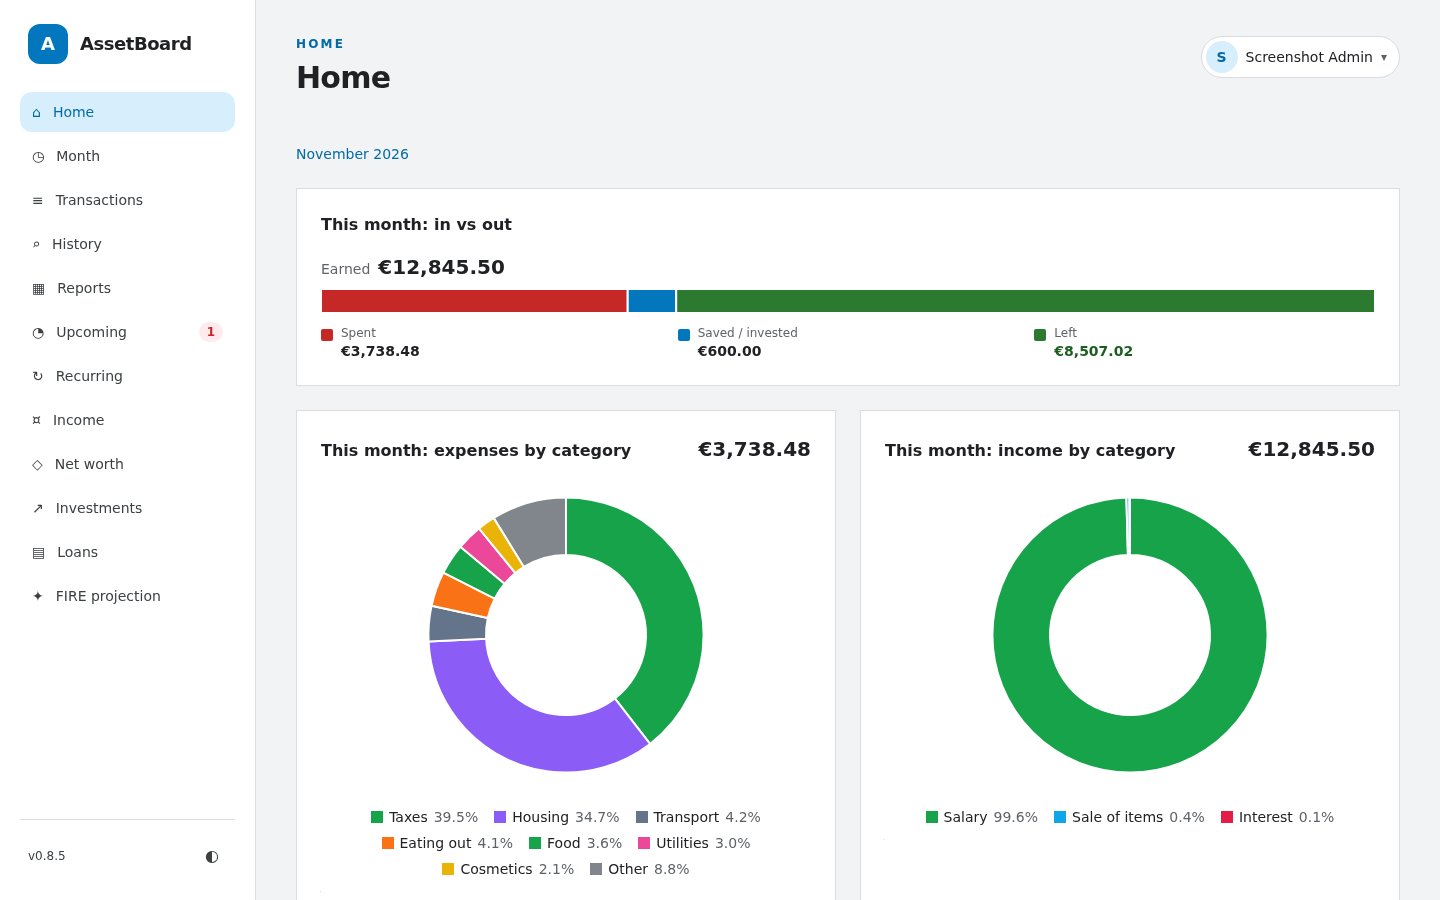 A AssetBoard
Home
Month
Transactions
History
Reports
Upcoming 1
Recurring
Income
Net worth
Investments
Loans
FIRE projection
v0.8.5
HOME
Home
S Screenshot Admin
November 2026
This month: in vs out
Earned €12,845.50
Spent
€3,738.48
Saved / invested
€600.00
Left
€8,507.02
This month: expenses by category €3,738.48
Taxes 39.5% Housing 34.7% Transport 4.2%
Eating out 4.1% Food 3.6% Utilities 3.0%
Cosmetics 2.1% Other 8.8%
This month: income by category €12,845.50
Salary 99.6% Sale of items 0.4% Interest 0.1%